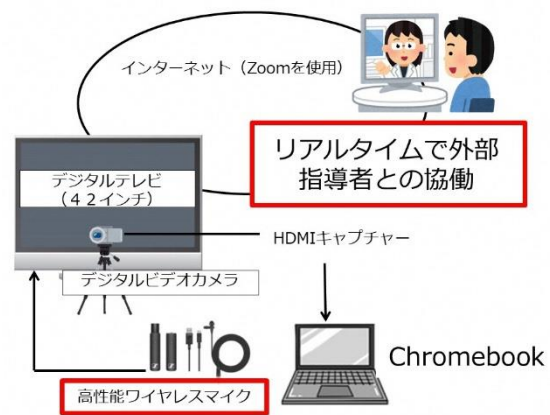 インターネット（Zoomを使用）
リアルタイムで外部
指導者との協働
デジタルテレビ
（４２インチ）
HDMIキャプチャー
デジタルビデオカメラ
Chromebook
高性能ワイヤレスマイク